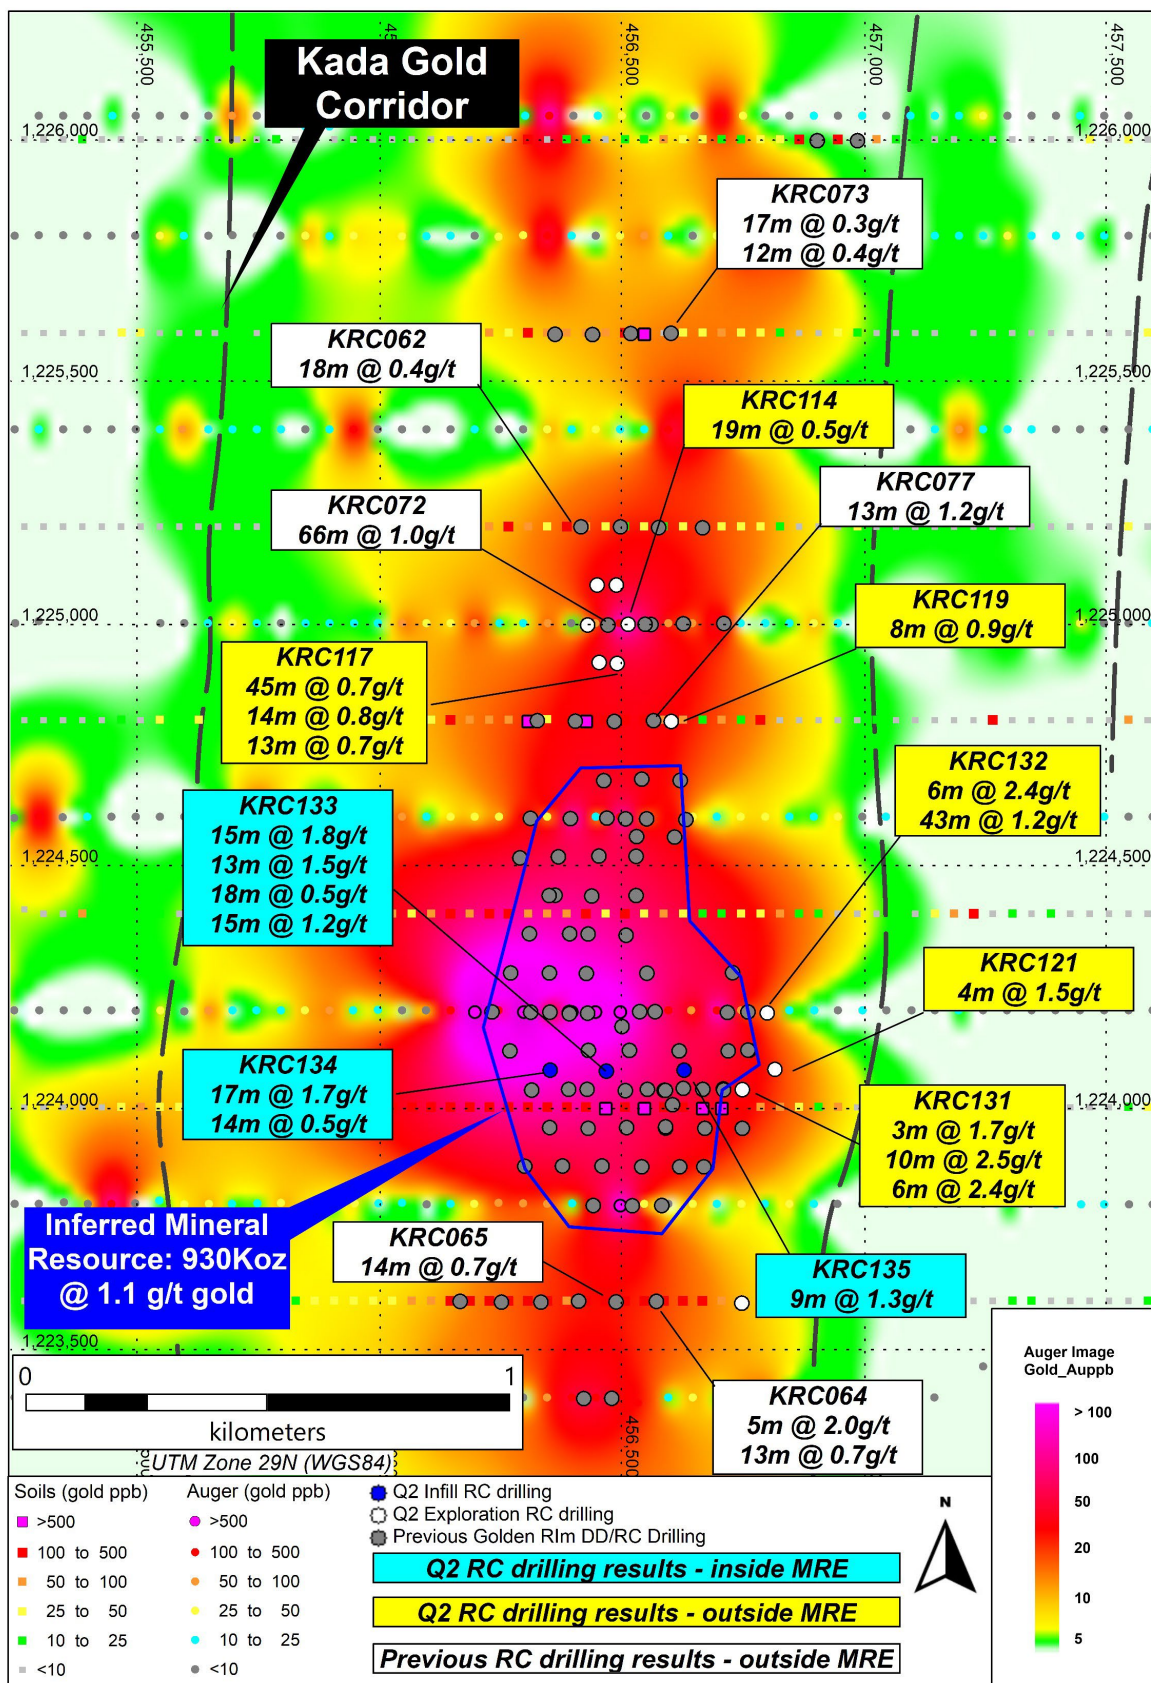 455,500
456,500
457,000
457,500
Kada Gold
Corridor
1,226,000
1,226,000
KRC073
17m @ 0.3g/t
12m @ 0.4g/t
KRC062
18m @ 0.4g/t
1,225,500
1,225,500
KRC114
19m @ 0.5g/t
KRC072
66m @ 1.0g/t
KRC077
13m @ 1.2g/t
KRC119
8m @ 0.9g/t
1,225,000
1,225,000
KRC117
45m @ 0.7g/t
14m @ 0.8g/t
13m @ 0.7g/t
KRC132
6m @ 2.4g/t
43m @ 1.2g/t
KRC133
15m @ 1.8g/t
13m @ 1.5g/t
18m @ 0.5g/t
15m @ 1.2g/t
1,224,500
1,224,500
KRC121
4m @ 1.5g/t
KRC134
17m @ 1.7g/t
14m @ 0.5g/t
1,224,000
1,224,000
KRC131
3m @ 1.7g/t
10m @ 2.5g/t
6m @ 2.4g/t
Inferred Mineral
Resource: 930Koz
@ 1.1 g/t gold
KRC065
14m @ 0.7g/t
KRC135
9m @ 1.3g/t
1,223,500
KRC064
5m @ 2.0g/t
13m @ 0.7g/t
0 1
kilometers
456,500
UTM Zone 29N (WGS84)
Auger Image
Gold_Auppb
> 100
100
50
20
10
5
Soils (gold ppb)
>500
100 to 500
50 to 100
25 to 50
10 to 25
<10
Auger (gold ppb)
>500
100 to 500
50 to 100
25 to 50
10 to 25
<10
Q2 Infill RC drilling
Q2 Exploration RC drilling
Previous Golden RIm DD/RC Drilling
Q2 RC drilling results - inside MRE
Q2 RC drilling results - outside MRE
Previous RC drilling results - outside MRE
N